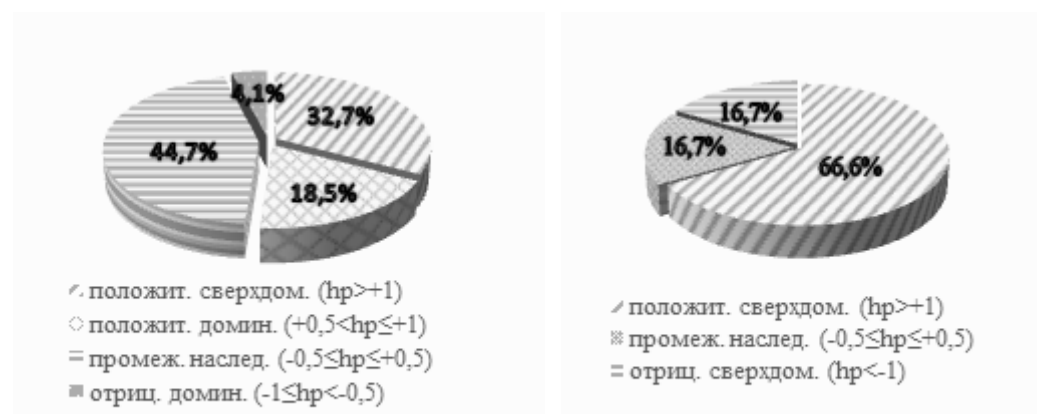 4,1%
32,7%
44,7%
18,5%
положит. сверхдом. (hp>+1)
положит. домин. (+0,5<hp≤+1)
промеж. наслед. (-0,5≤hp≤+0,5)
отриц. домин. (-1≤hp<-0,5)
16,7%
16,7%
66,6%
положит. сверхдом. (hp>+1)
промеж. наслед. (-0,5≤hp≤+0,5)
отриц. сверхдом. (hp<-1)